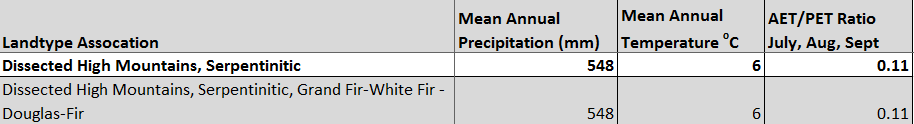 Landtype Assocation Mean Annual Precipitation (mm) Mean Annual Temperature °C AET/PET Ratio July, Aug, Sept
Dissected High Mountains, Serpentinitic 548 6 0.11
Dissected High Mountains, Serpentinitic, Grand Fir-White Fir -
Douglas-Fir 548 6 0.11